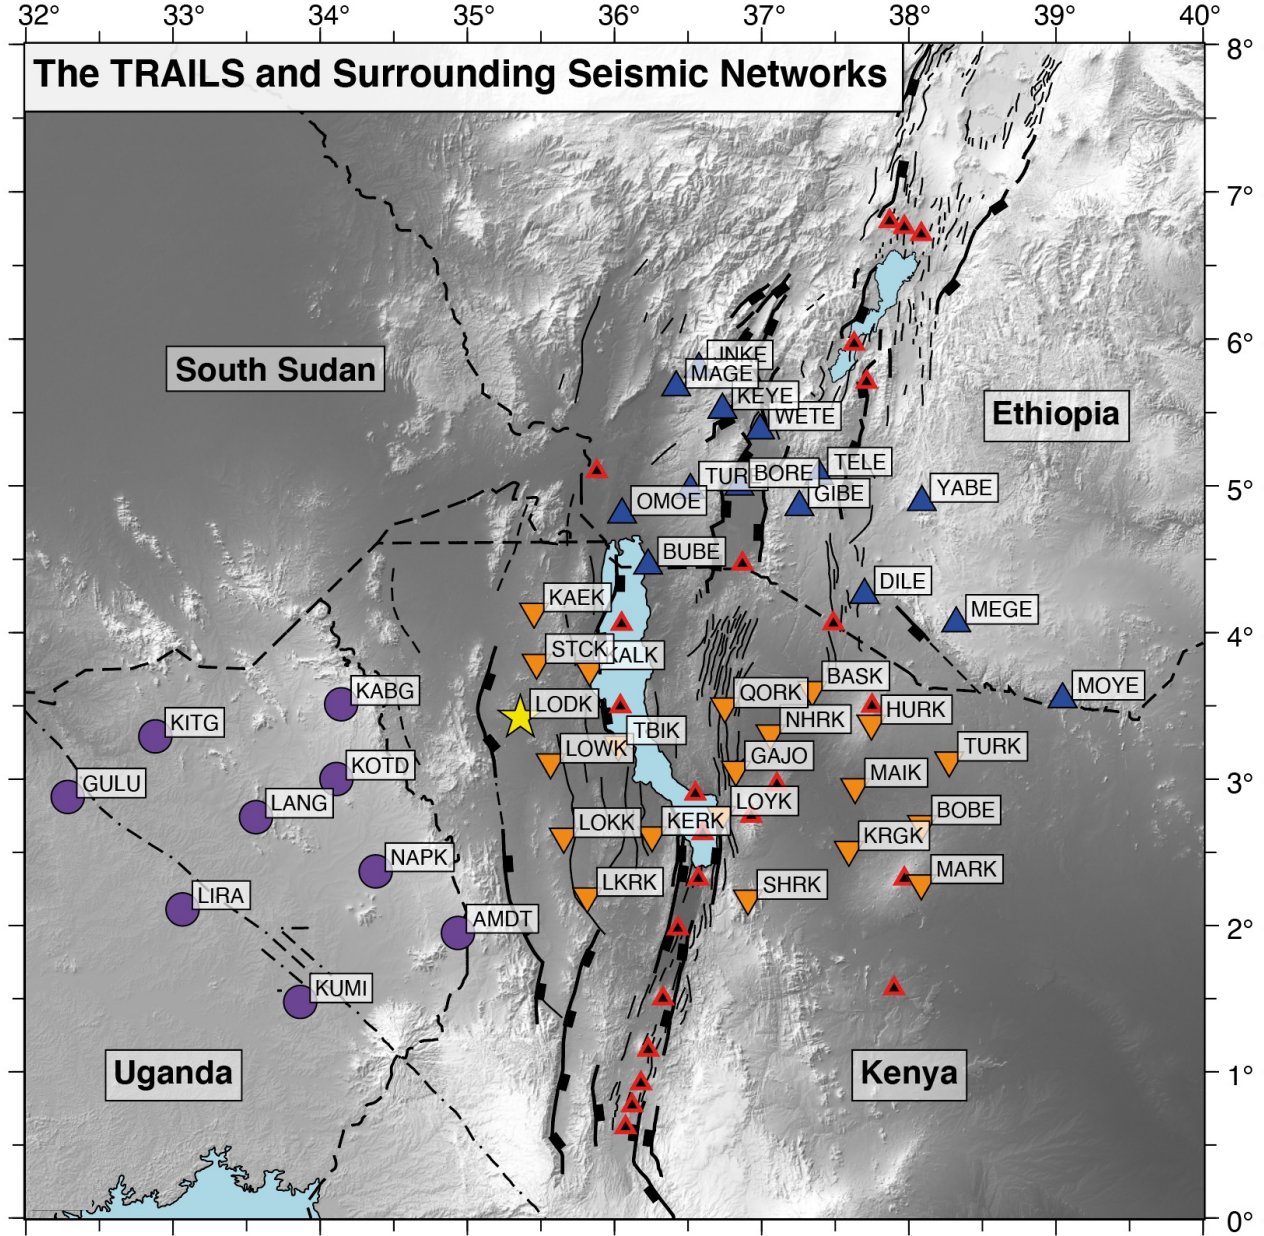 32° 33° 34° 35° 36° 37° 38° 39° 40°
The TRAILS and Surrounding Seismic Networks
8°
7°
6°
South Sudan
JNKE
MAGE
KEYE
WETE
Ethiopia
TELE
TUR
BORE
YABE
5°
GIBE
OMOE
BUBE
DILE
KAEK
MEGE
4°
STCK
KALK
BASK
MOYE
KABG
QORK
LODK
HURK
KITG
NHRK
TBIK
TURK
LOWK
GAJO
KOTD
MAIK
3°
GULU
LANG
LOYK
BOBE
LOKK
KERK
KRGK
NAPK
MARK
LKRK
SHRK
LIRA
AMDT
2°
KUMI
Uganda
Kenya
1°
0°